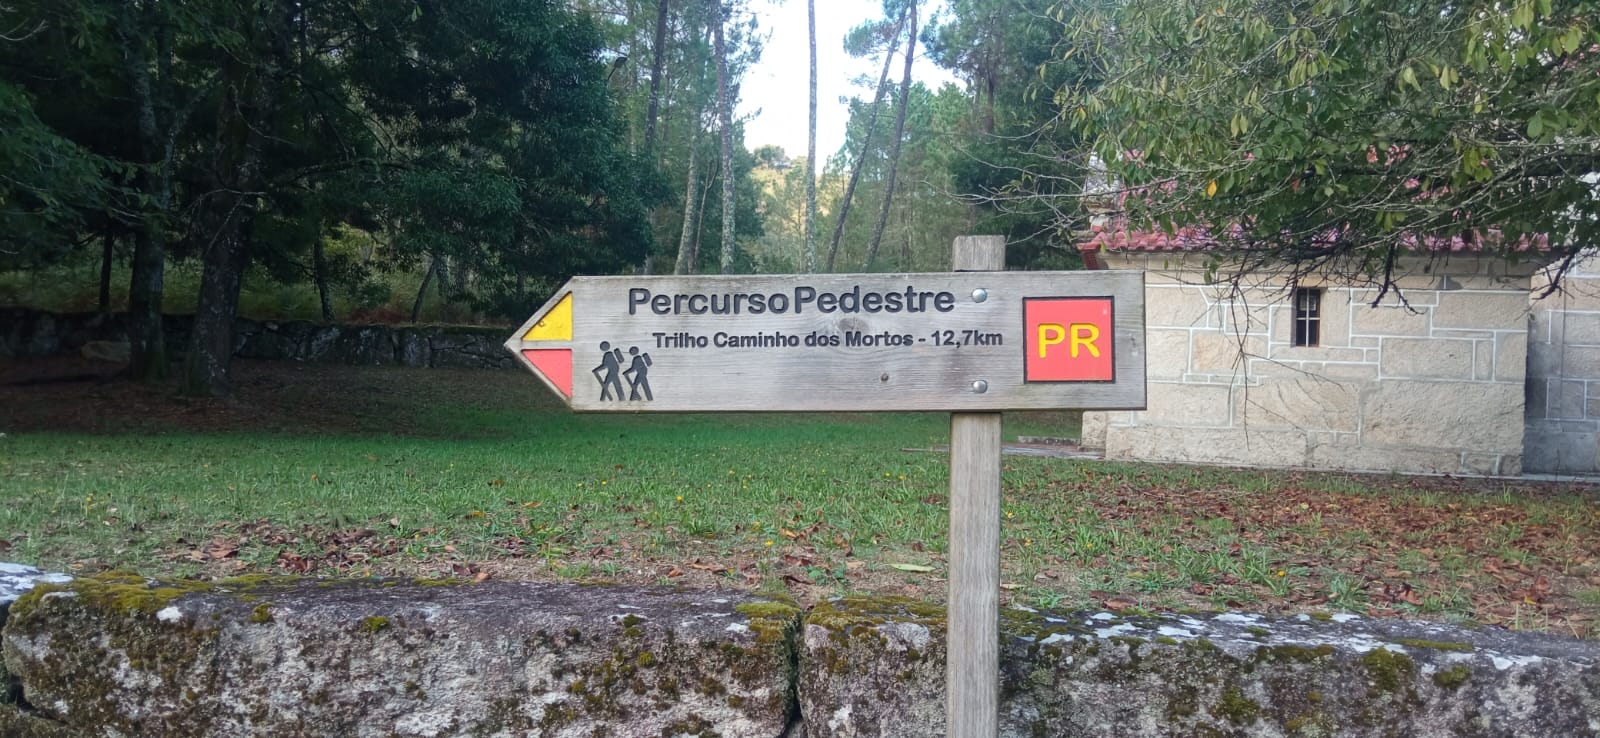 Percurso Pedestre
Trilho Caminho dos Mortos - 12,7km
PR